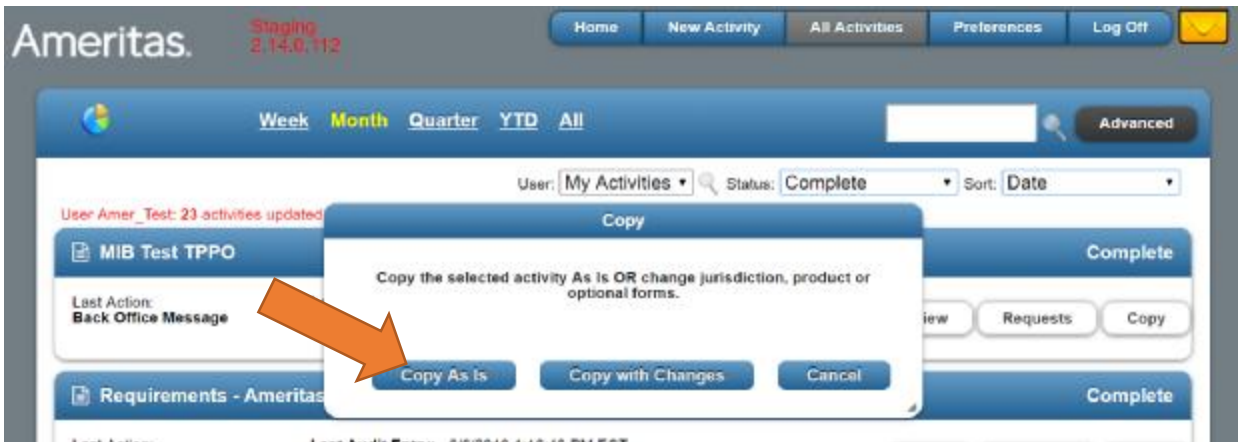 Ameritas.
Staging
2.14.0.112
Home New Activity All Activities Preferences Log Off
Week Month Quarter YTD All
Advanced
User: My Activities Status: Complete Sort: Date
User Amer_Test: 23 activities updated
Copy
MIB Test TPPO Complete
Copy the selected activity As Is OR change jurisdiction, product or
optional forms.
Last Action:
Back Office Message
iew Requests Copy
Copy As Is Copy with Changes Cancel
Requirements - Ameritas Complete